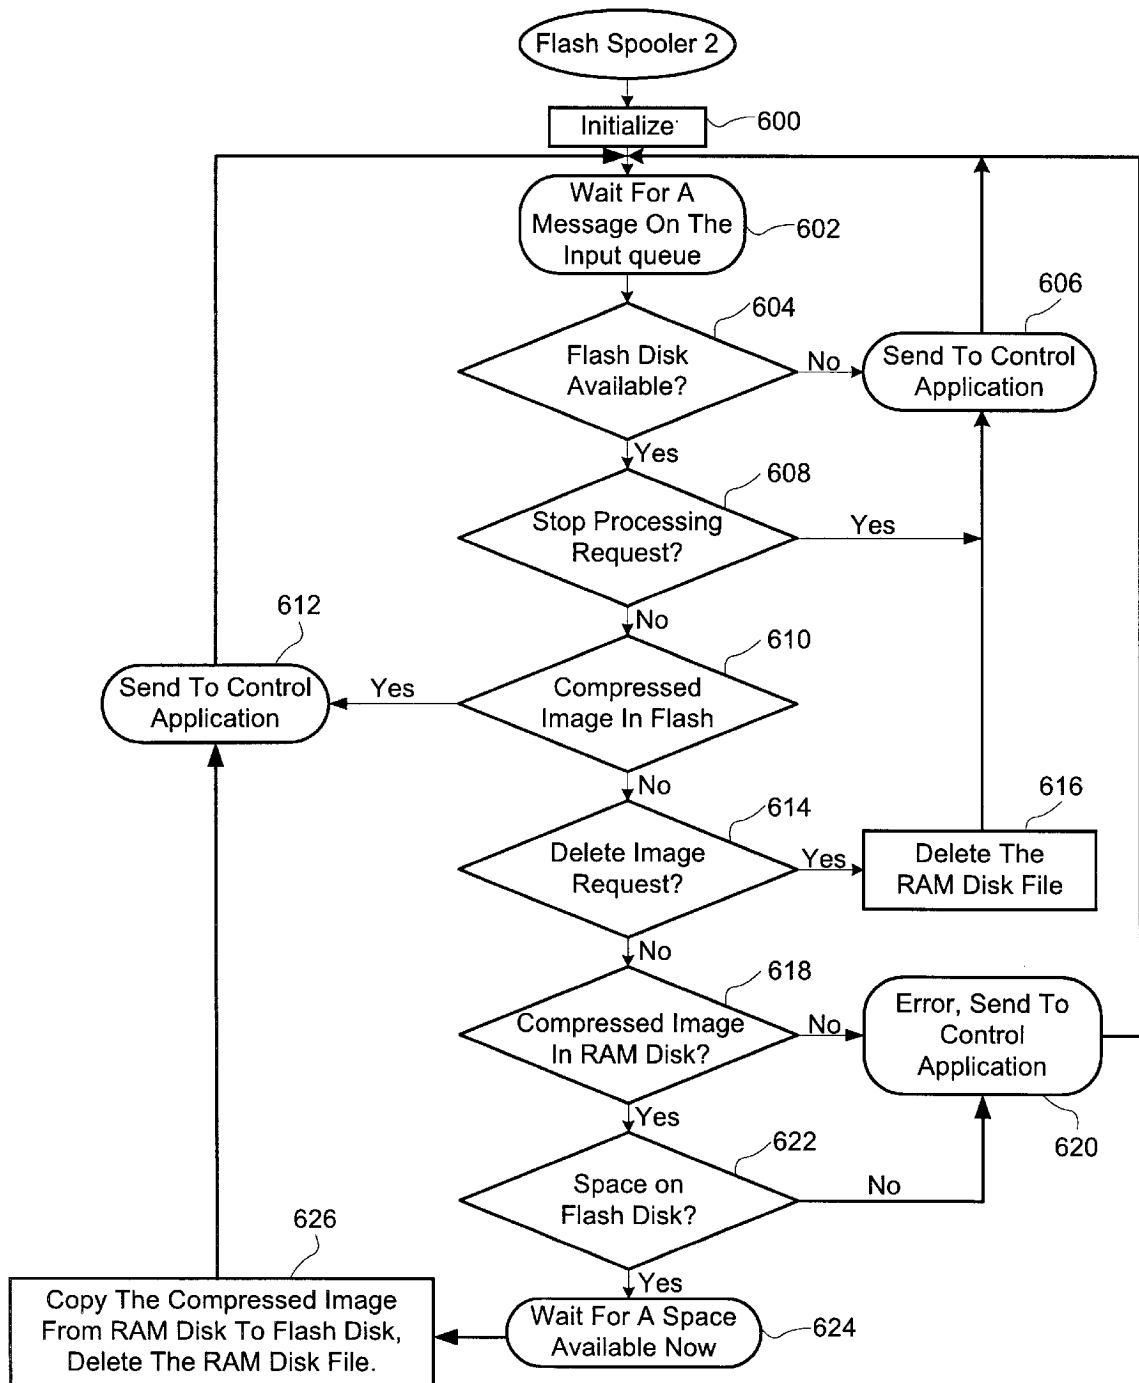 Flash Spooler 2
Initialize
600
Wait For A
Message On The
Input queue
602
604
Flash Disk
Available?
No
606
Send To Control
Application
Yes
608
Stop Processing
Request?
Yes
No
612
Send To Control
Application
Yes
610
Compressed
Image In Flash
No
614
Delete Image
Request?
Yes
616
Delete The
RAM Disk File
No
618
Compressed Image
In RAM Disk?
No
Error, Send To
Control
Application
620
Yes
622
Space on
Flash Disk?
No
Yes
626
Copy The Compressed Image
From RAM Disk To Flash Disk,
Delete The RAM Disk File.
Wait For A Space
Available Now
624